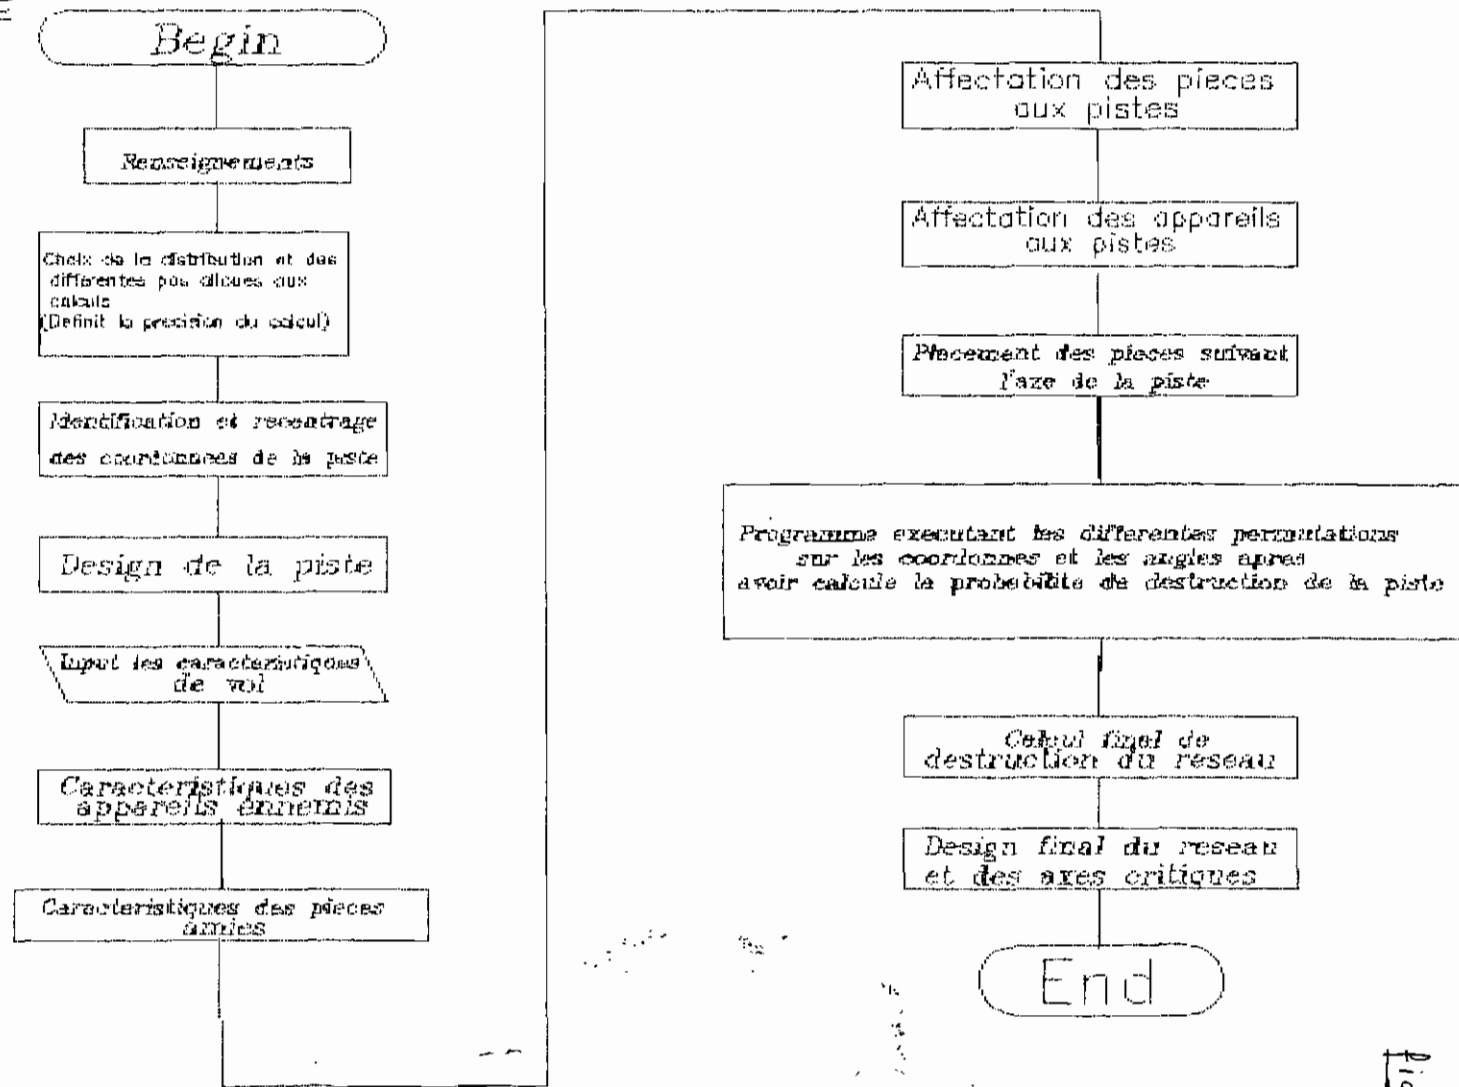 Begin
Renseignements
Choix de la distribution et des
differentes pas alloues aux
calculs
(Definit la precision du calcul)
Identification et recentrage
des coordonnees de la piste
Design de la piste
Input les caracteristiques
de vol
Caracteristiques des
appareils ennemis
Caracteristiques des pieces
amies
Affectation des pieces
aux pistes
Affectation des appareils
aux pistes
Placement des pieces suivant
l'axe de la piste
Programme executant les differentes permutations
sur les coordonnes et les angles apres
avoir calcule la probabilite de destruction de la piste
Calcul final de
destruction du reseau
Design final du reseau
et des axes critiques
End